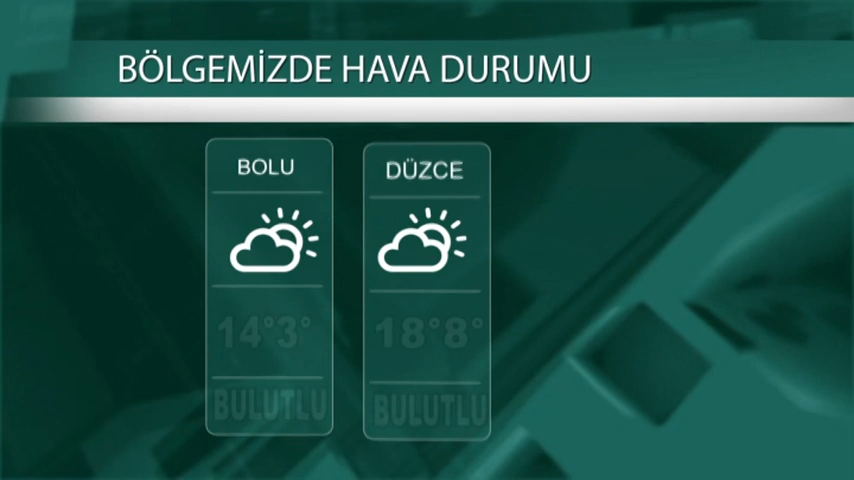 BÖLGEMİZDE HAVA DURUMU
BOLU
14°3°
BULUTLU
DÜZCE
18°8°
BULUTLU